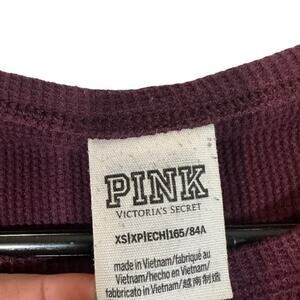 PINK
VICTORIA'S SECRET
XS|XP|ECH|165/84A
made in Vietnam/fabriqué au
Vietnam/hecho en Vietnam/
fabbricato in Vietnam/越南制造